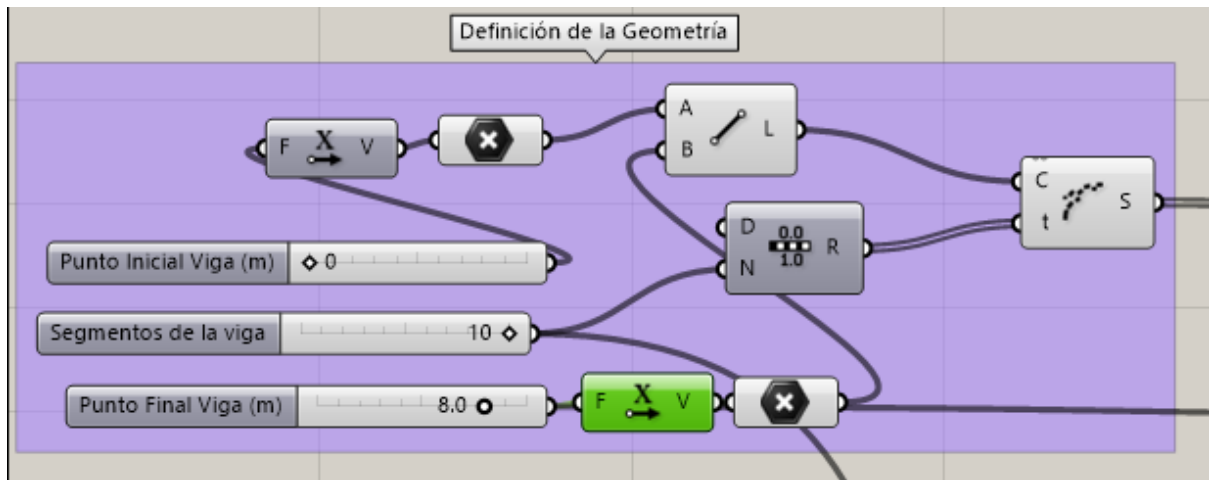 Definición de la Geometría
F X V
A
B
L
C
t
S
D
N
0.0
1.0
R
Punto Inicial Viga (m) 0
Segmentos de la viga 10
Punto Final Viga (m) 8.0
F X V